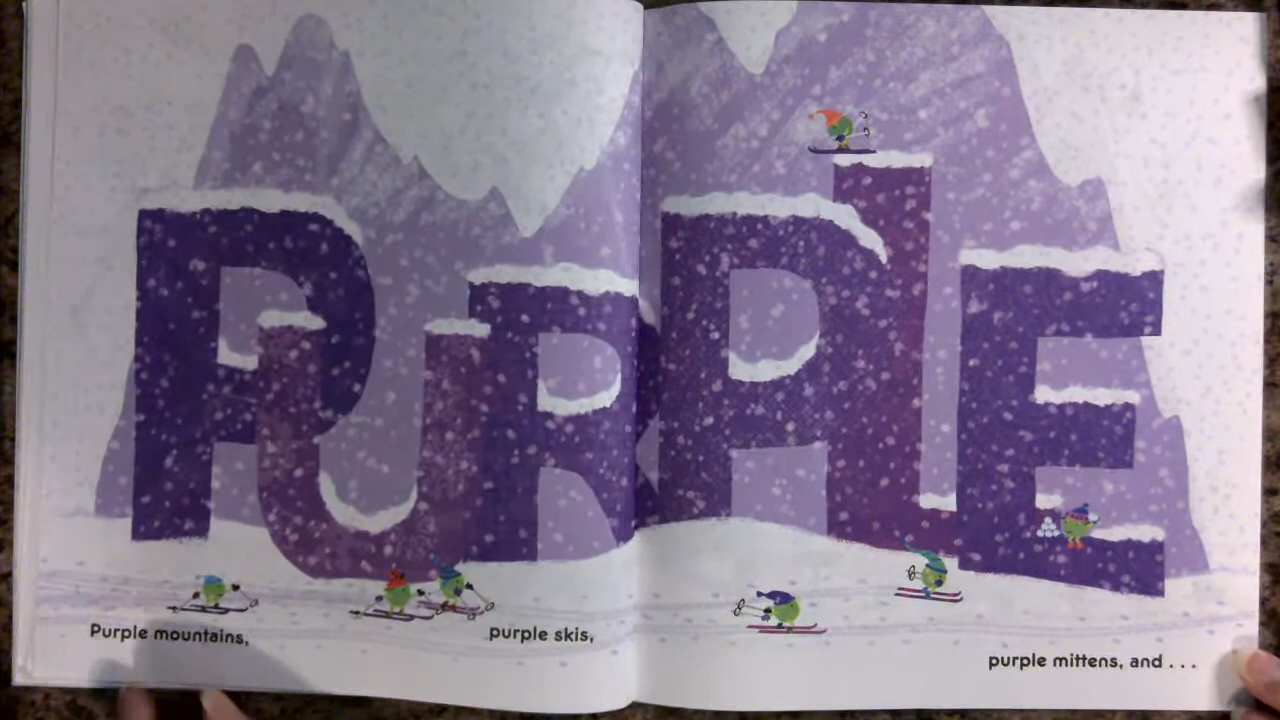 PURPLE
Purple mountains,
purple skis,
purple mittens, and . . .